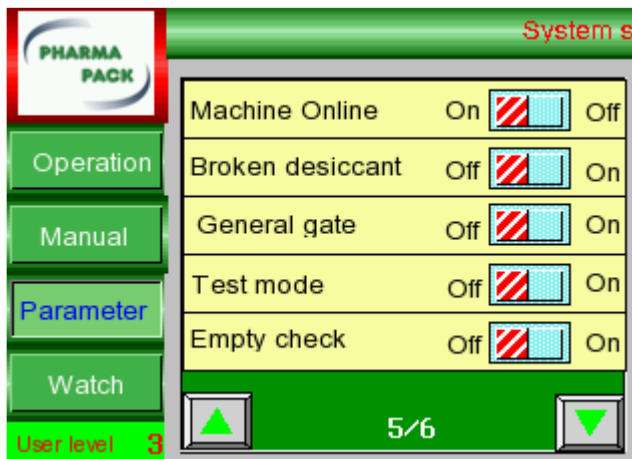 System s
PHARMA
PACK
Machine Online On Off
Operation
Broken desiccant Off On
Manual
General gate Off On
Test mode Off On
Parameter
Empty check Off On
Watch
5/6
User level 3